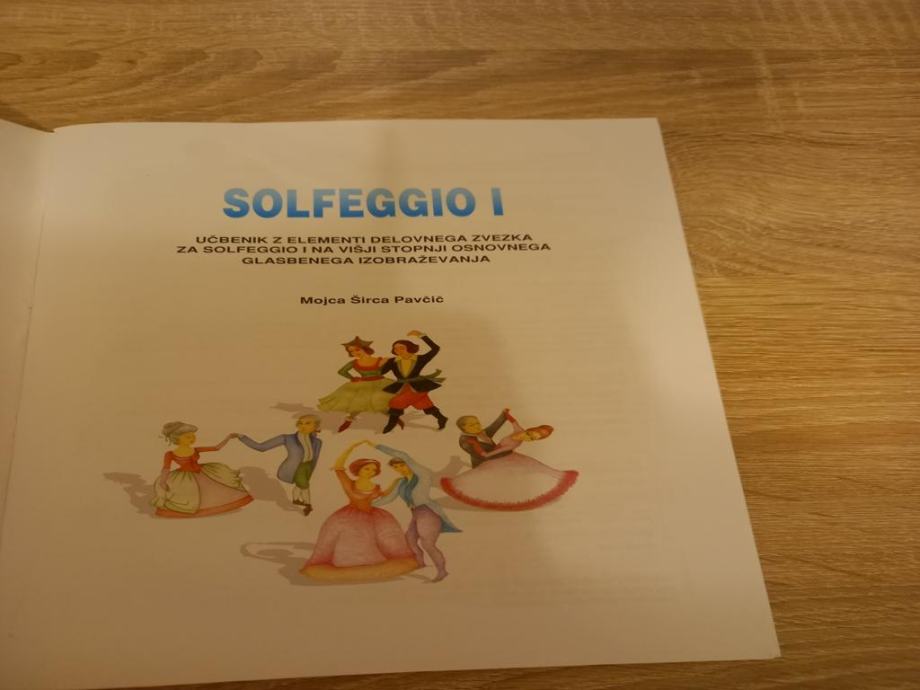 SOLFEGGIO I
UČBENIK Z ELEMENTI DELOVNEGA ZVEZKA
ZA SOLFEGGIO I NA VIŠJI STOPNJI OSNOVNEGA
GLASBENEGA IZOBRAŽEVANJA
Mojca Širca Pavčič